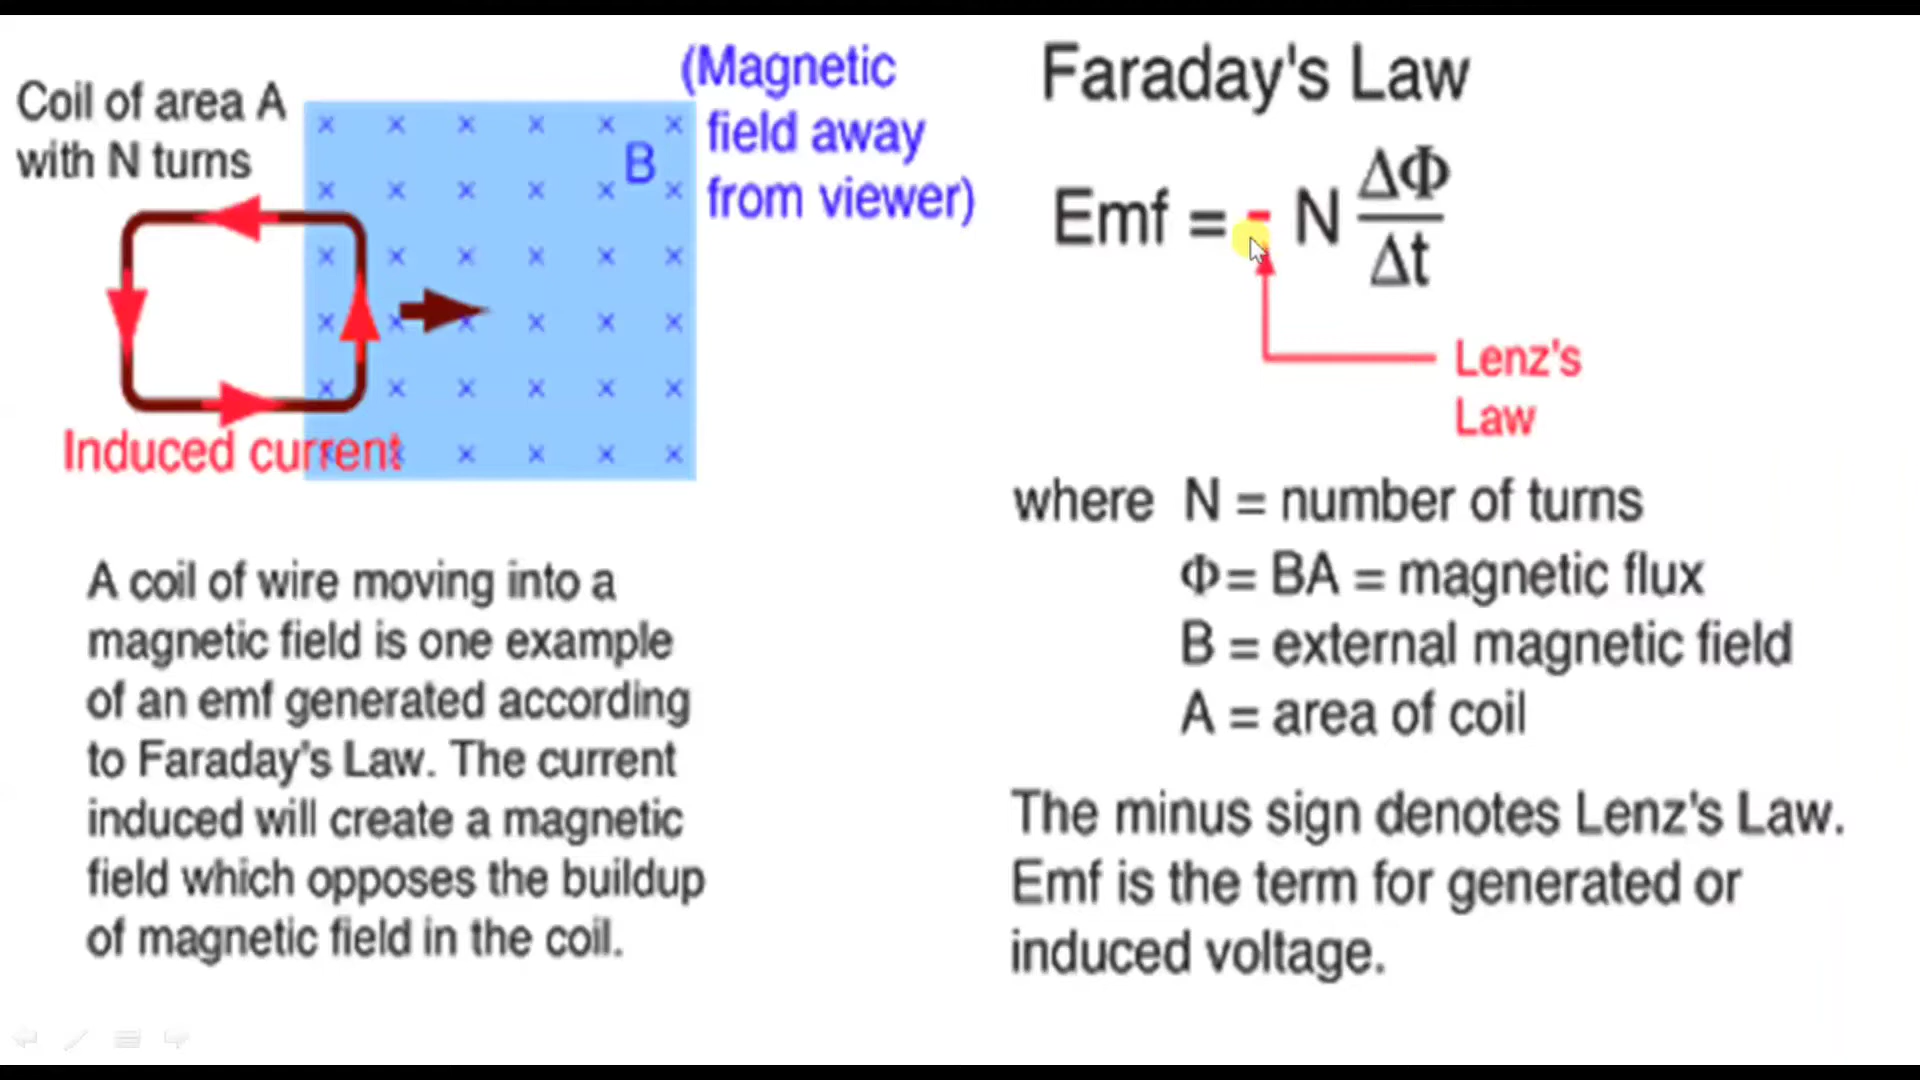 Coil of area A
with N turns
B
(Magnetic
field away
from viewer)
Induced current
A coil of wire moving into a
magnetic field is one example
of an emf generated according
to Faraday's Law. The current
induced will create a magnetic
field which opposes the buildup
of magnetic field in the coil.
Faraday's Law
Emf = - N ΔΦ
Δt
Lenz's
Law
where N = number of turns
Φ = BA = magnetic flux
B = external magnetic field
A = area of coil
The minus sign denotes Lenz's Law.
Emf is the term for generated or
induced voltage.